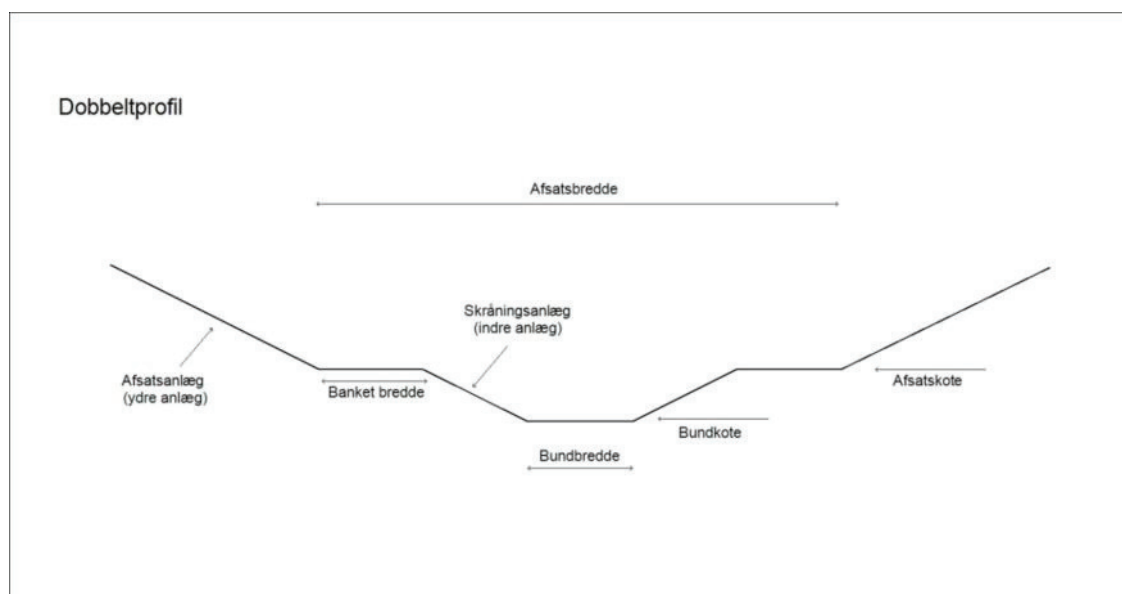 Dobbeltprofil
Afsatsbredde
Skråningsanlæg
(indre anlæg)
Afsatsanlæg
(ydre anlæg)
Banket bredde
Afsatskote
Bundkote
Bundbredde